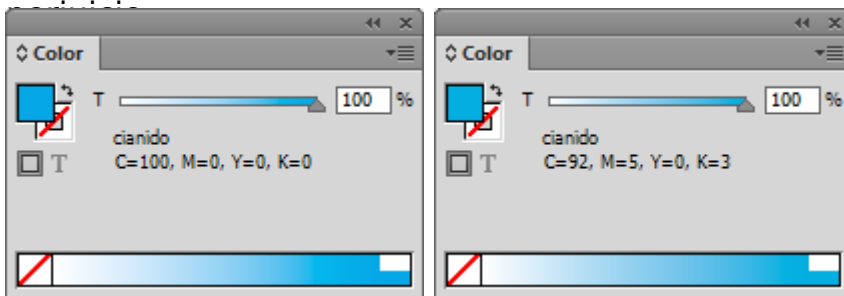 Color
T 100 %
cianido
C=100, M=0, Y=0, K=0
T
Color
T 100 %
cianido
C=92, M=5, Y=0, K=3
T